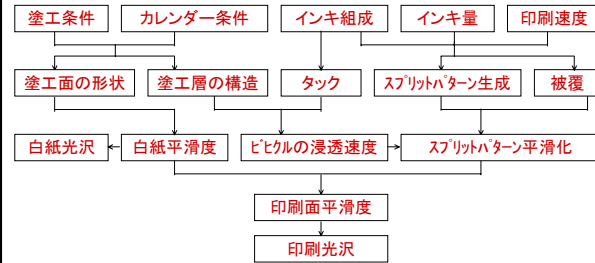 塗工条件
カレンダー条件
インキ組成
インキ量
印刷速度
塗工面の形状
塗工層の構造
タック
ｽﾌﾟﾘｯﾄﾊﾟﾀｰﾝ生成
被覆
白紙光沢
白紙平滑度
ﾋﾞﾋｸﾙの浸透速度
ｽﾌﾟﾘｯﾄﾊﾟﾀｰﾝ平滑化
印刷面平滑度
印刷光沢